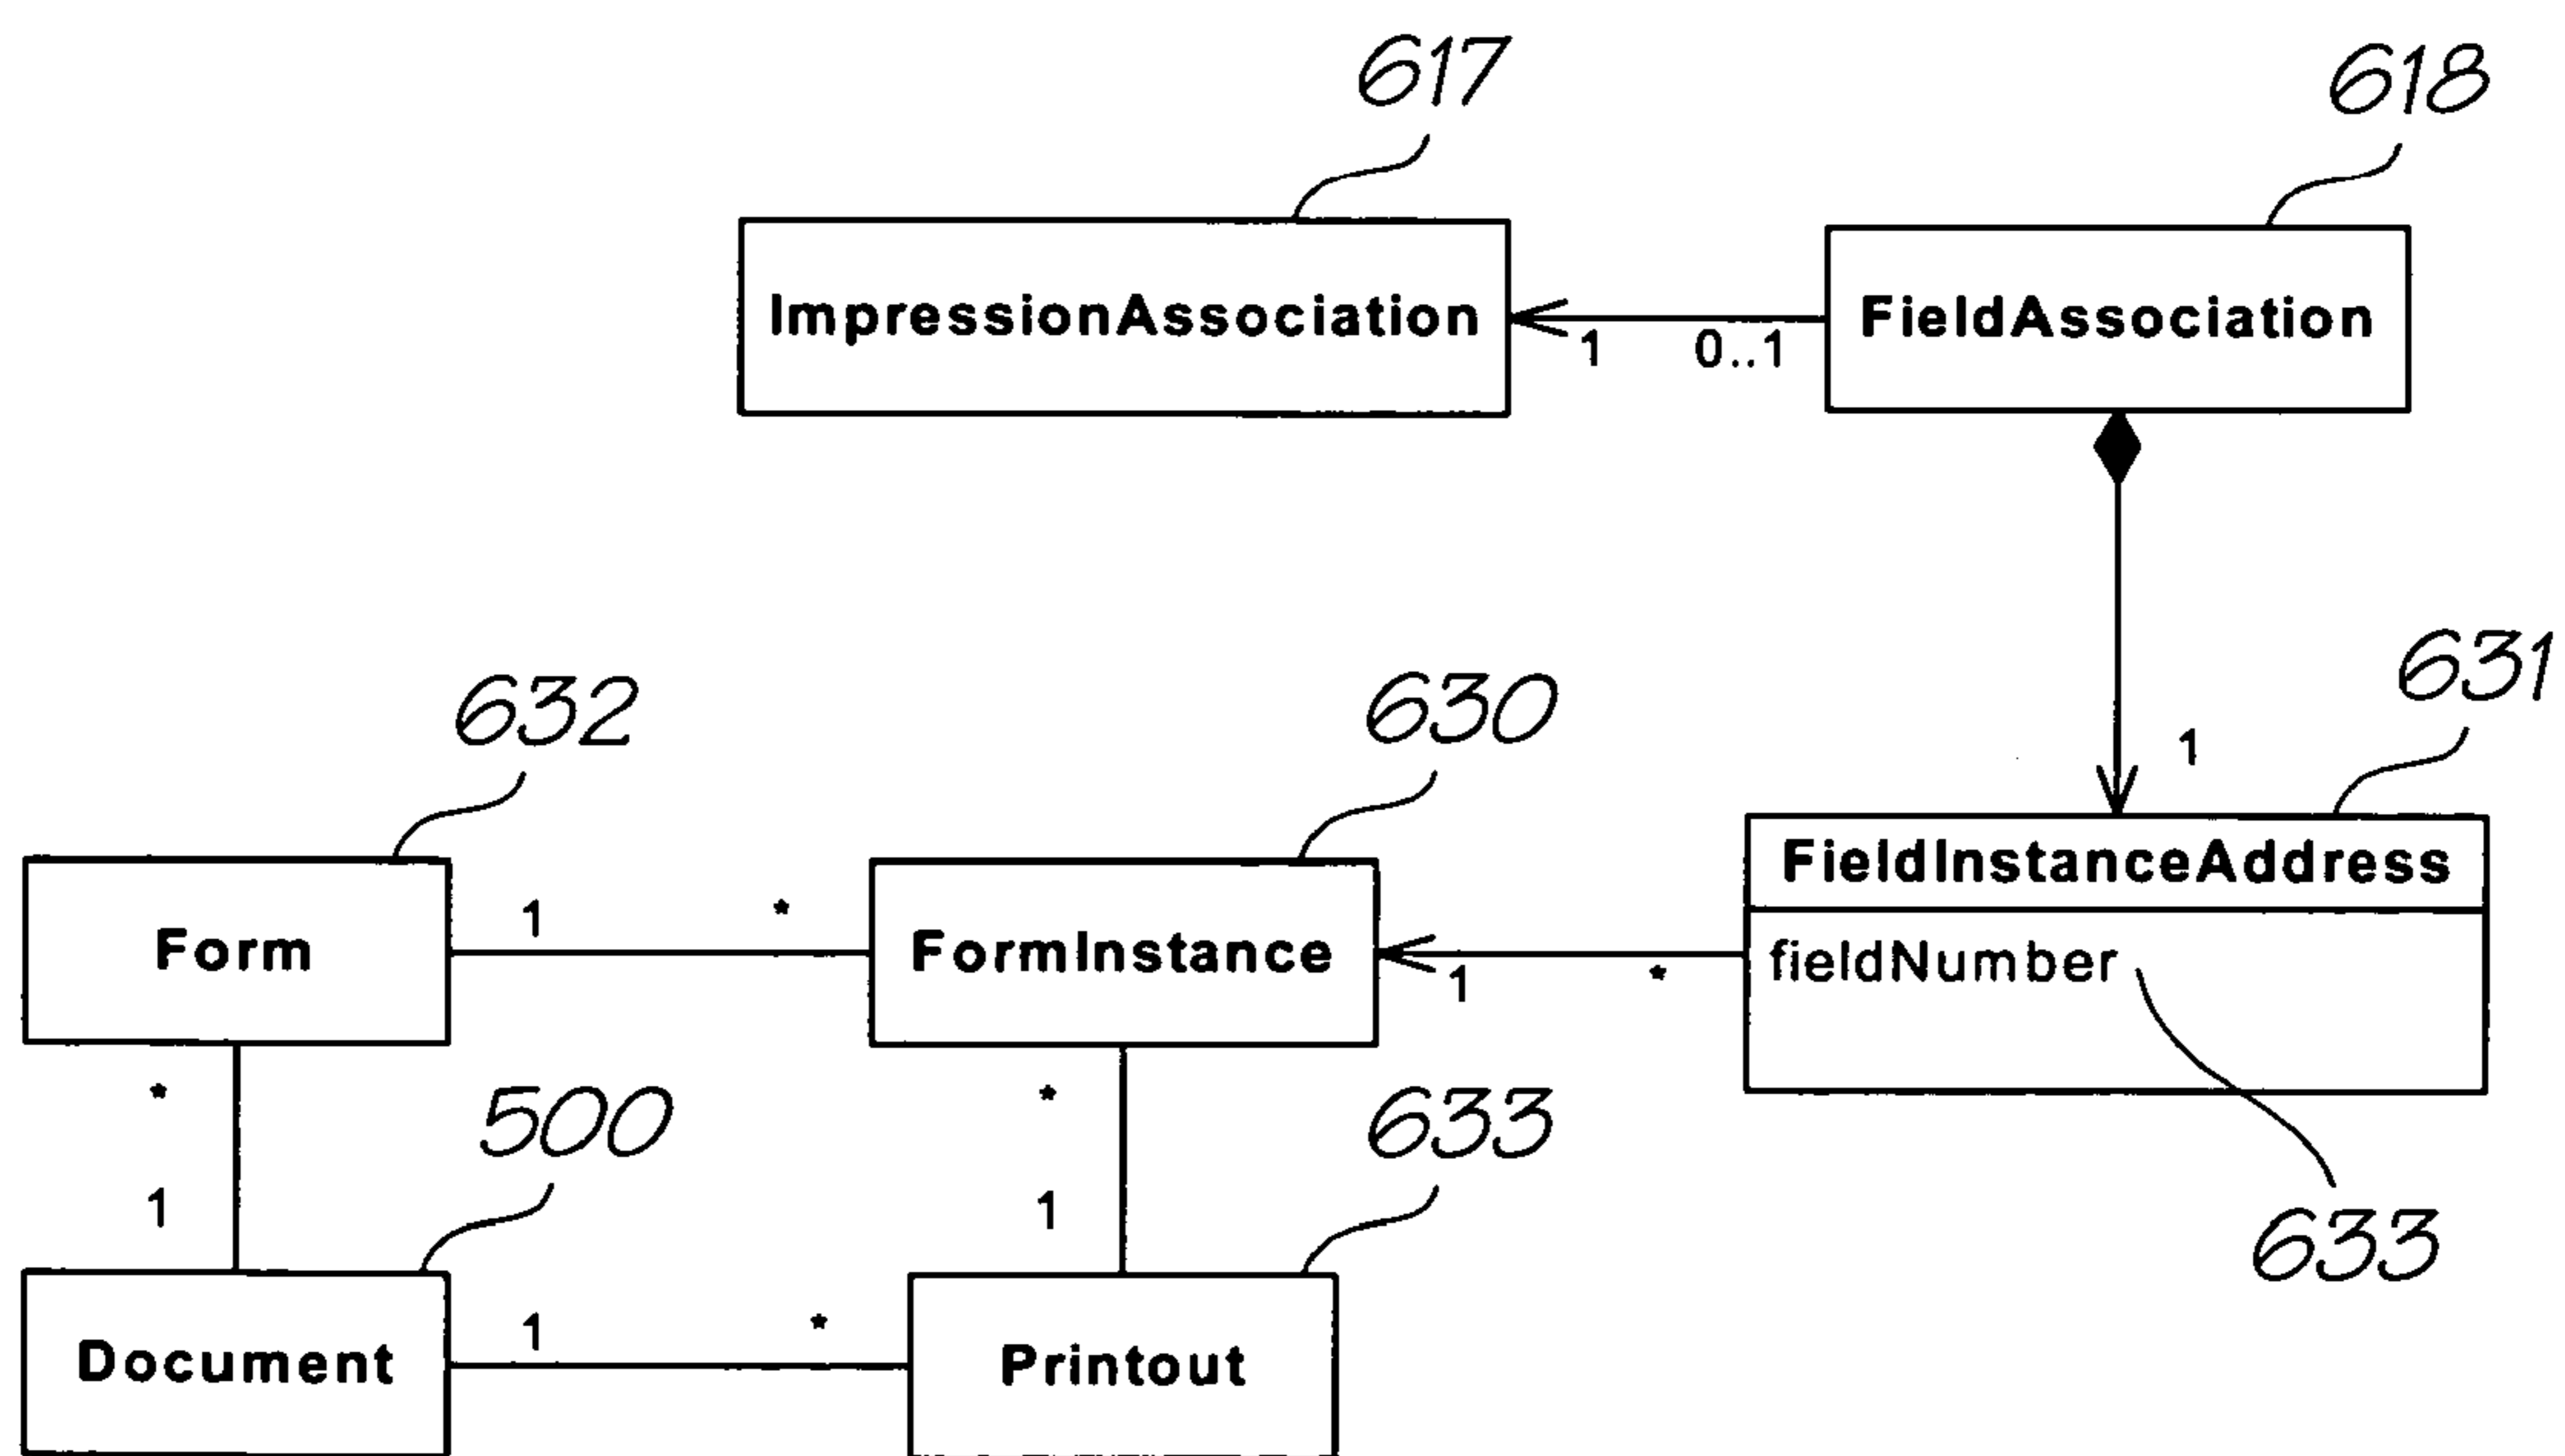 617
618
ImpressionAssociation
1
0..1
FieldAssociation
1
632
630
631
Form
1
*
FormInstance
1
*
FieldInstanceAddress
fieldNumber
633
*
1
*
1
500
633
Document
1
*
Printout